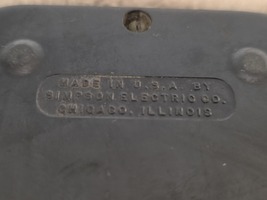 MADE IN U.S.A. BY
SIMPSON ELECTRIC CO.
CHICAGO, ILLINOIS